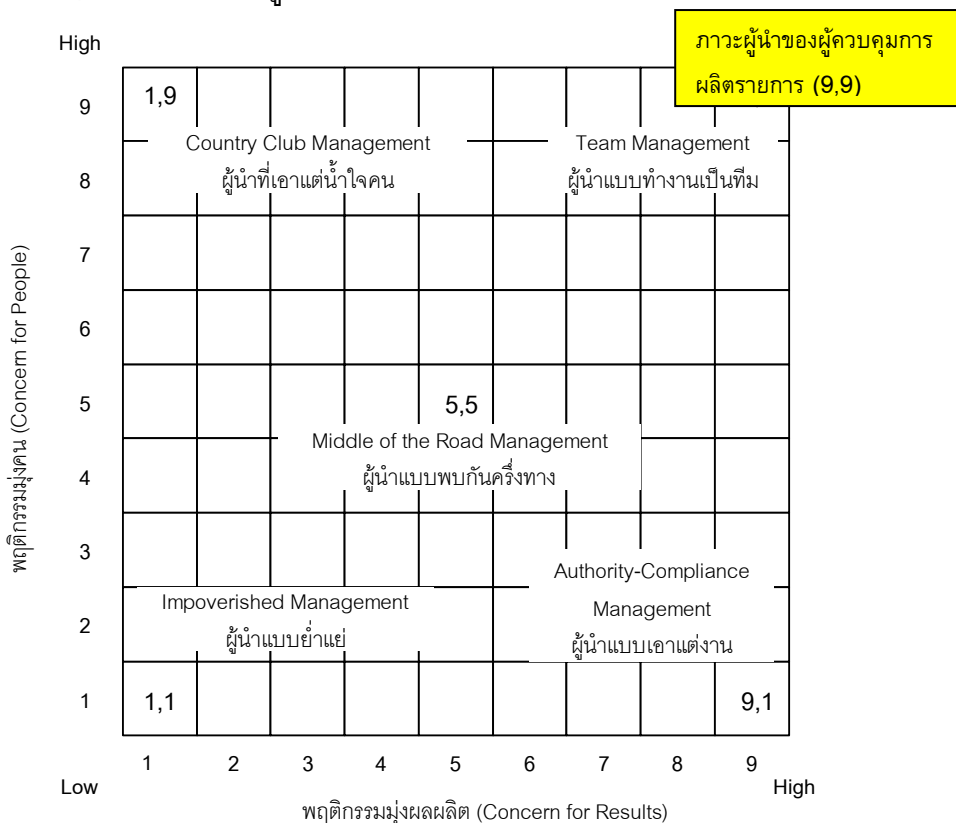 High
ภาวะผู้นำของผู้ควบคุมการ
ผลิตรายการ (9,9)
9
1,9
Country Club Management
ผู้นำที่เอาแต่น้ำใจคน
Team Management
ผู้นำแบบทำงานเป็นทีม
8
7
6
5
5,5
Middle of the Road Management
ผู้นำแบบพบกันครึ่งทาง
4
3
Authority-Compliance
Management
ผู้นำแบบเอาแต่งาน
Impoverished Management
ผู้นำแบบย่ำแย่
2
1
1,1
9,1
พฤติกรรมมุ่งคน (Concern for People)
1 2 3 4 5 6 7 8 9
Low
High
พฤติกรรมมุ่งผลผลิต (Concern for Results)